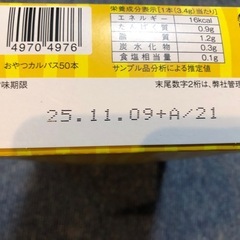 栄養成分表示[1本(3.4g)当たり]
エネルギー 16kcal
たんぱく質 0.9g
脂質 1.2g
炭水化物 0.3g
食塩相当量 0.1g
サンプル品分析による推定値
4970 4976
おやつカルパス50本
味期限
末尾数字2桁は、弊社管理
25.11.09+A/21